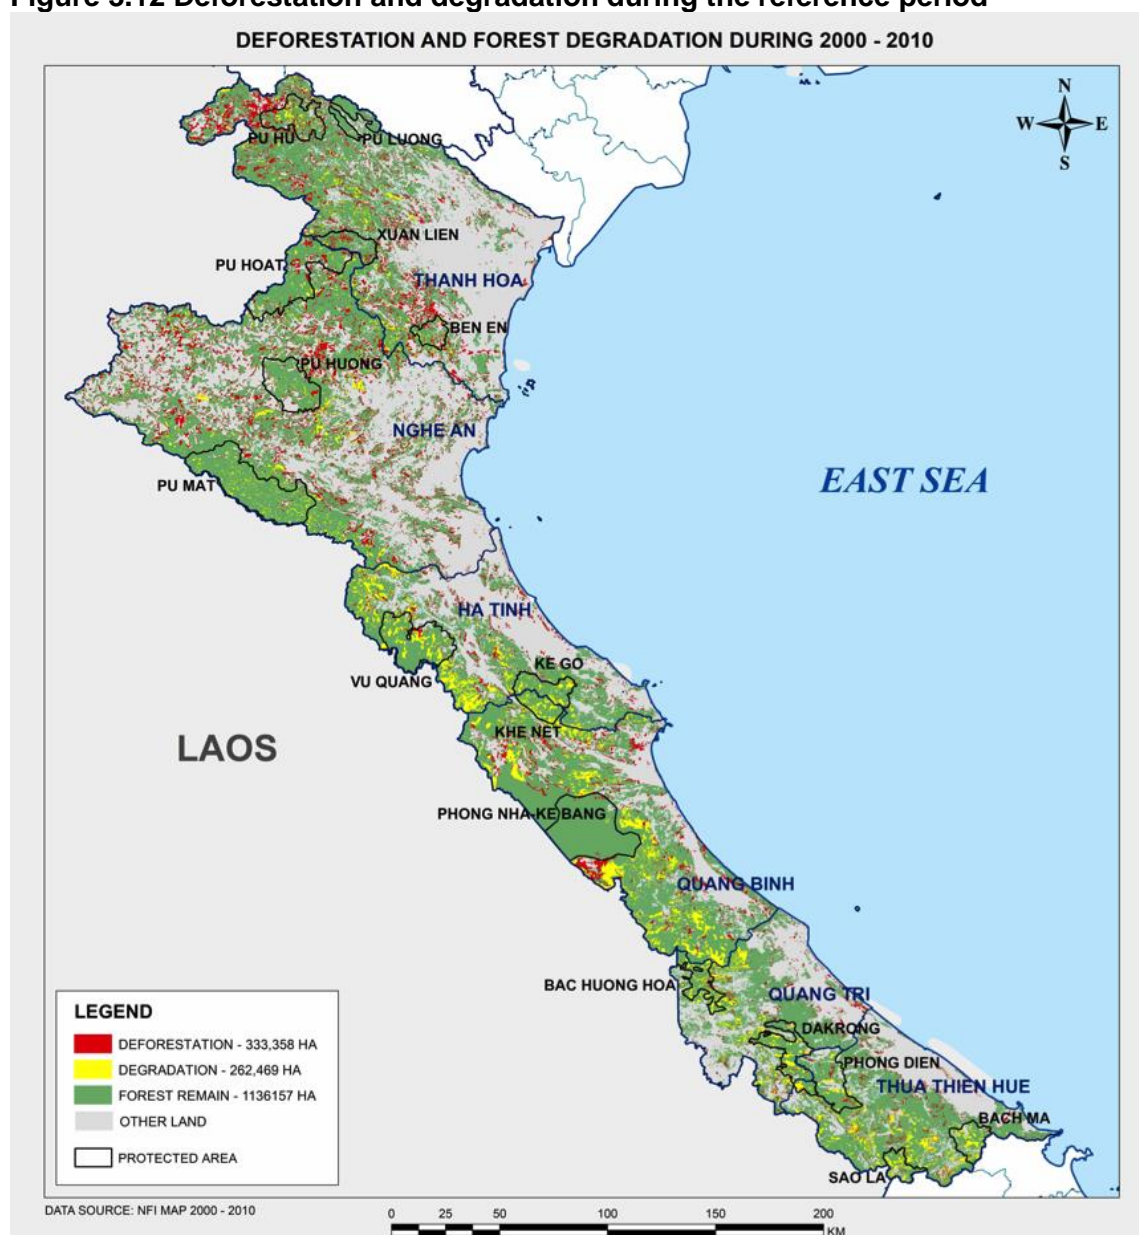 Figure 3.12 Deforestation and degradation during the reference period
DEFORESTATION AND FOREST DEGRADATION DURING 2000 - 2010
N
W E
S
PU HU
PU LUONG
XUAN LIEN
PU HOAT
THANH HOA
BEN EN
PU HUONG
NGHE AN
EAST SEA
PU MAT
HA TINH
KE GO
VU QUANG
KHE NET
LAOS
PHONG NHA-KE BANG
QUANG BINH
BAC HUONG HOA
QUANG TRI
DAKRONG
PHONG DIEN
THUA THIEN HUE
BACH MA
SAO LA
LEGEND
DEFORESTATION - 333,358 HA
DEGRADATION - 262,469 HA
FOREST REMAIN - 1136157 HA
OTHER LAND
PROTECTED AREA
DATA SOURCE: NFI MAP 2000 - 2010
0 25 50 100 150 200
KM